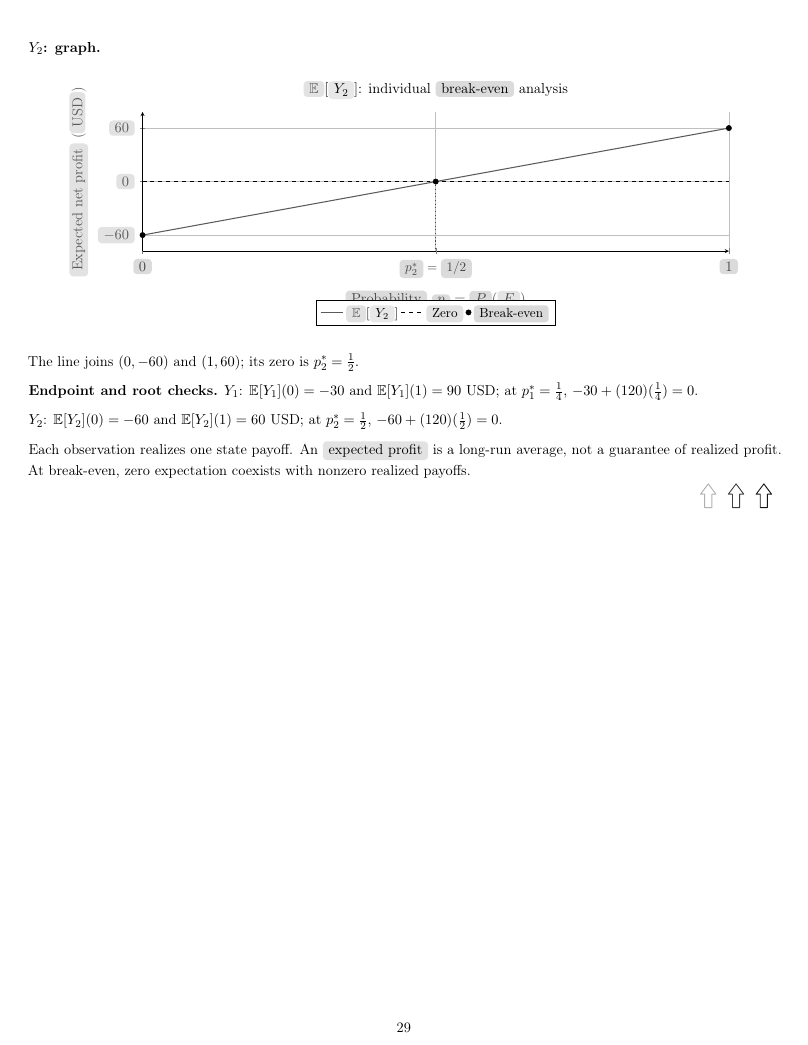 Y₂: graph.
𝔼[Y₂]: individual break-even analysis
Expected net profit (USD)
60
0
−60
0
p₂* = 1/2
1
Probability p = P(E)
𝔼[Y₂] Zero Break-even
The line joins (0, −60) and (1, 60); its zero is p₂* = 1/2.
Endpoint and root checks. Y₁: 𝔼[Y₁](0) = −30 and 𝔼[Y₁](1) = 90 USD; at p₁* = 1/4, −30 + (120)(1/4) = 0.
Y₂: 𝔼[Y₂](0) = −60 and 𝔼[Y₂](1) = 60 USD; at p₂* = 1/2, −60 + (120)(1/2) = 0.
Each observation realizes one state payoff. An expected profit is a long-run average, not a guarantee of realized profit.
At break-even, zero expectation coexists with nonzero realized payoffs.
29